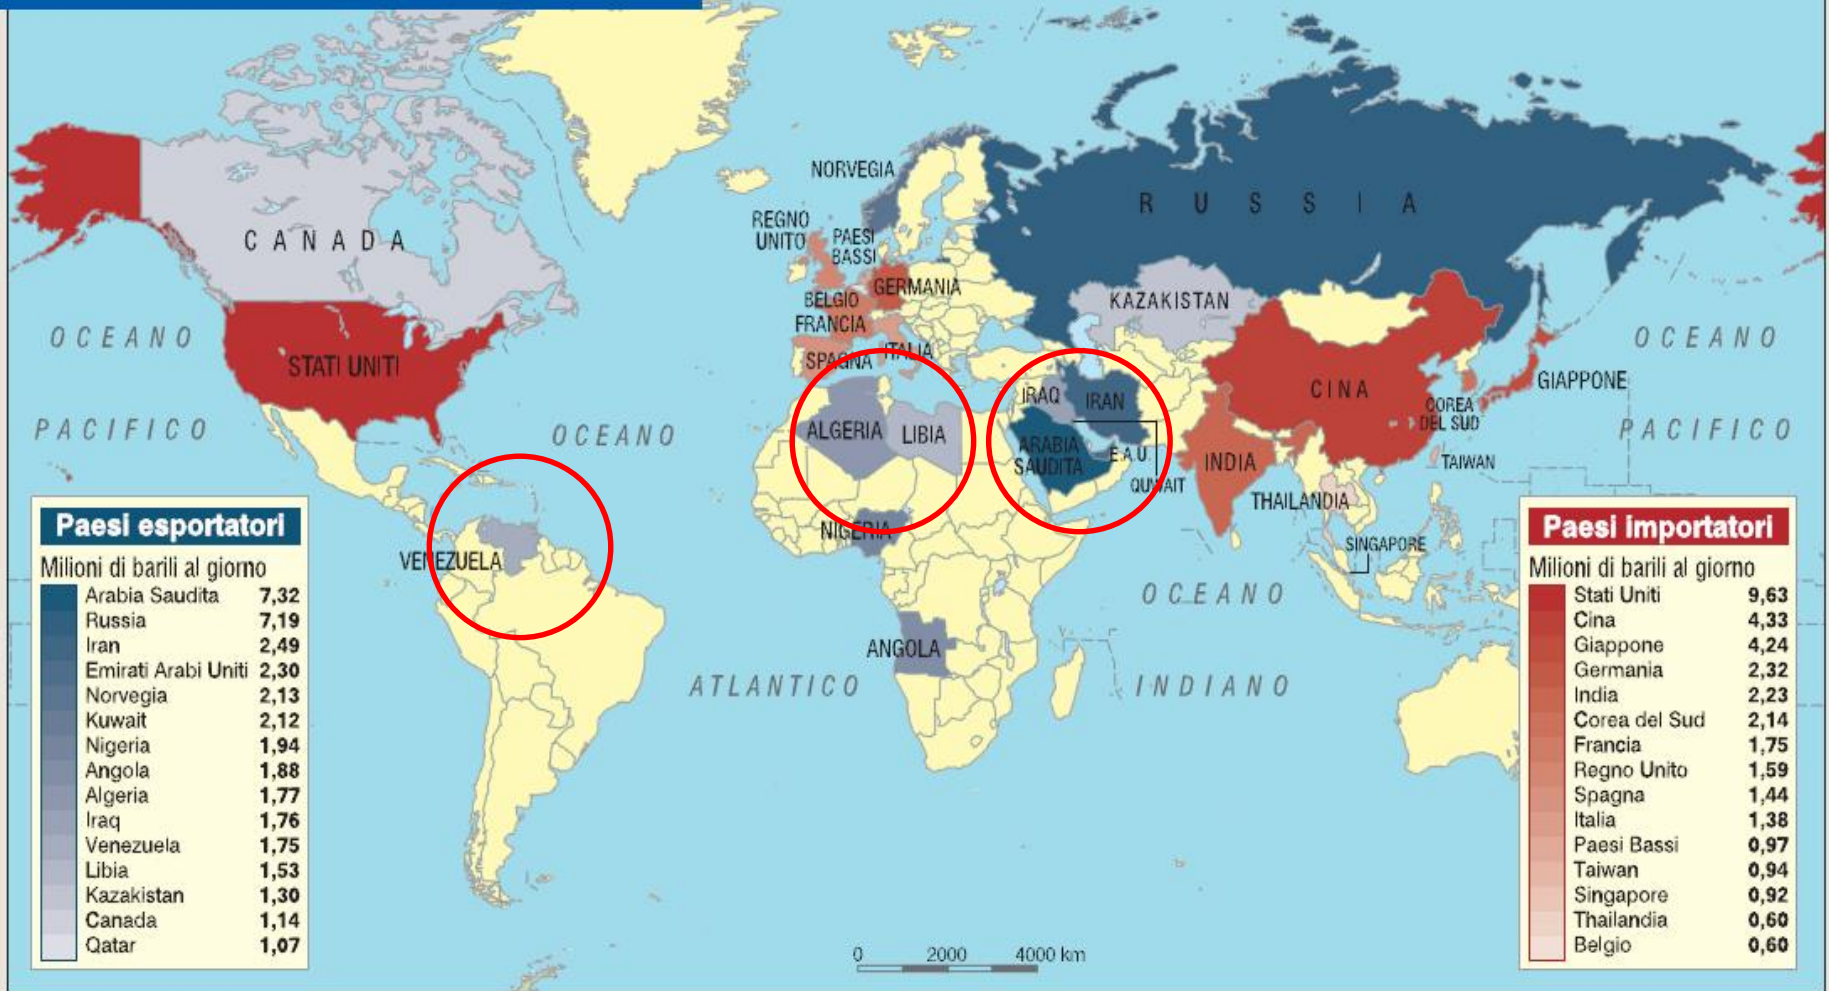 NORVEGIA
RUSSIA
REGNO
UNITO
PAESI
BASSI
CANADA
GERMANIA
BELGIO
KAZAKISTAN
FRANCIA
OCEANO
OCEANO
STATI UNITI
SPAGNA
ITALIA
CINA
GIAPPONE
IRAQ
IRAN
COREA
DEL SUD
PACIFICO
OCEANO
ALGERIA
LIBIA
PACIFICO
ARABIA
SAUDITA
E.A.U.
INDIA
TAIWAN
QUWAIT
THAILANDIA
NIGERIA
SINGAPORE
VENEZUELA
OCEANO
ANGOLA
ATLANTICO
INDIANO
Paesi esportatori
Milioni di barili al giorno
Arabia Saudita 7,32
Russia 7,19
Iran 2,49
Emirati Arabi Uniti 2,30
Norvegia 2,13
Kuwait 2,12
Nigeria 1,94
Angola 1,88
Algeria 1,77
Iraq 1,76
Venezuela 1,75
Libia 1,53
Kazakistan 1,30
Canada 1,14
Qatar 1,07
0 2000 4000 km
Paesi importatori
Milioni di barili al giorno
Stati Uniti 9,63
Cina 4,33
Giappone 4,24
Germania 2,32
India 2,23
Corea del Sud 2,14
Francia 1,75
Regno Unito 1,59
Spagna 1,44
Italia 1,38
Paesi Bassi 0,97
Taiwan 0,94
Singapore 0,92
Thailandia 0,60
Belgio 0,60